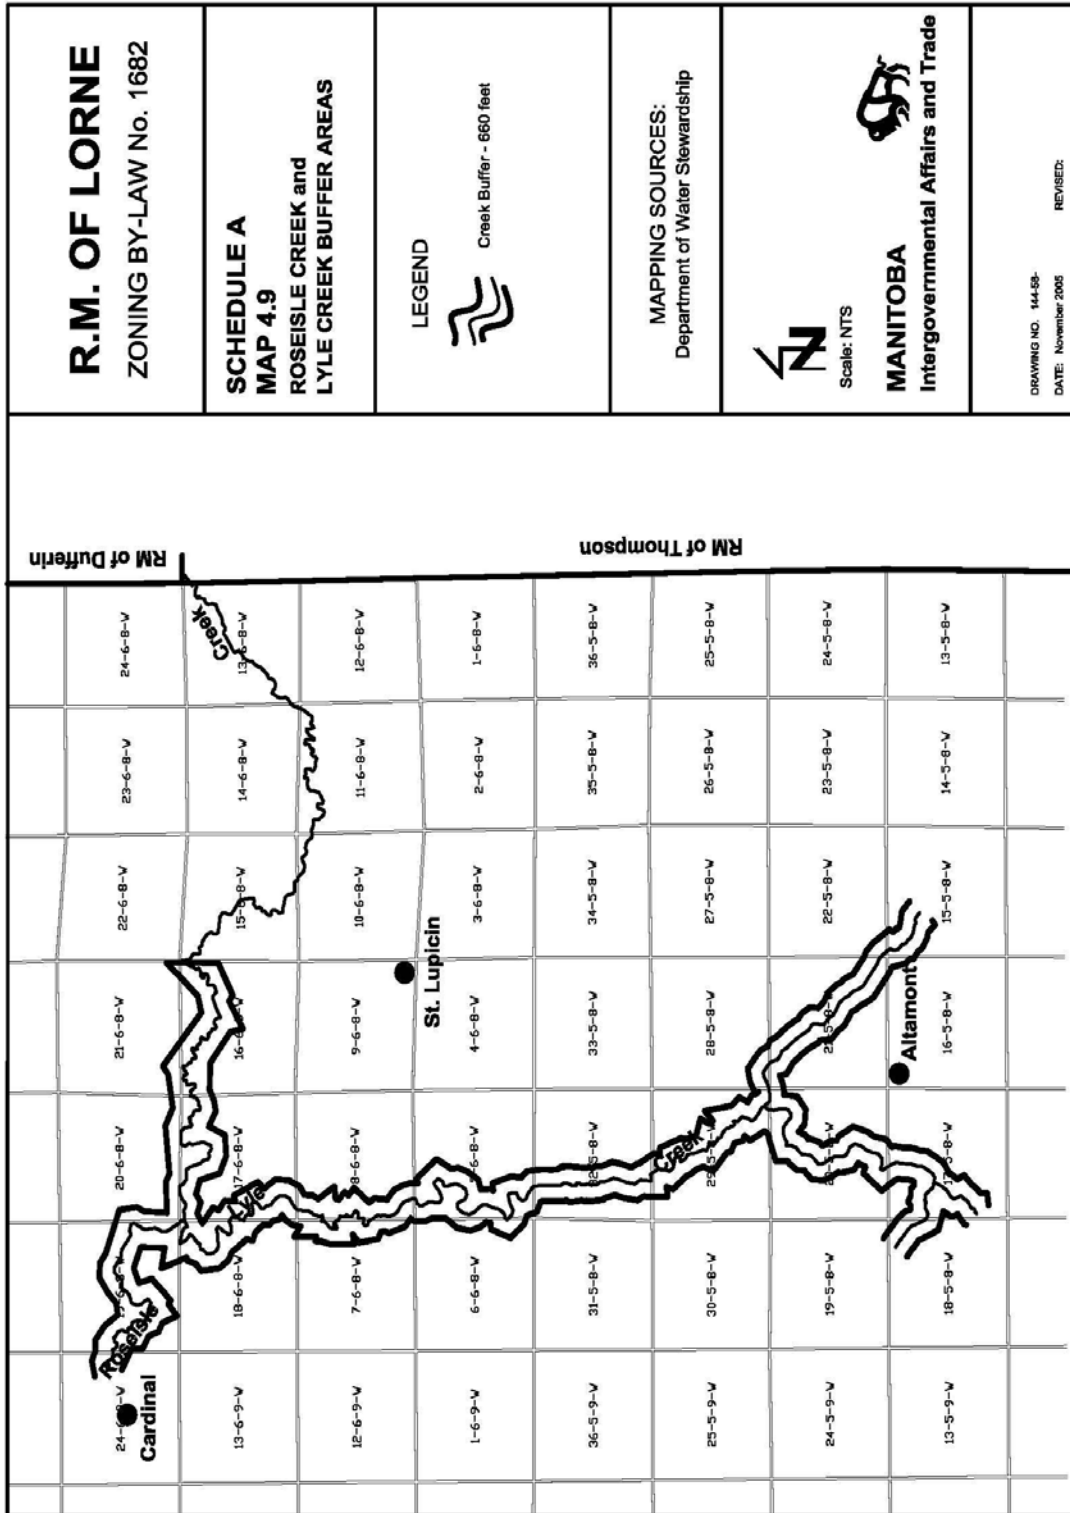 R.M. OF LORNE
ZONING BY-LAW No. 1682
SCHEDULE A
MAP 4.9
ROSEISLE CREEK and
LYLE CREEK BUFFER AREAS
LEGEND
Creek Buffer - 660 feet
MAPPING SOURCES:
Department of Water Stewardship
N
Scale: NTS
MANITOBA
Intergovernmental Affairs and Trade
DRAWING NO. 144-58-
DATE: November 2005
REVISED:
RM of Dufferin
RM of Thompson
24-6-8-W
23-6-8-W
22-6-8-W
21-6-8-W
20-6-8-W
Roseisle
Cardinal
Creek
13-6-8-W
14-6-8-W
15-6-8-W
17-6-8-W
Lyle
18-6-8-W
13-6-9-W
12-6-8-W
11-6-8-W
10-6-8-W
9-6-8-W
8-6-8-W
7-6-8-W
12-6-9-W
St. Lupicin
1-6-8-W
2-6-8-W
3-6-8-W
4-6-8-W
6-6-8-W
1-6-9-W
36-5-8-W
35-5-8-W
34-5-8-W
33-5-8-W
31-5-8-W
36-5-9-W
25-5-8-W
26-5-8-W
27-5-8-W
28-5-8-W
Creek
30-5-8-W
25-5-9-W
24-5-8-W
23-5-8-W
22-5-8-W
19-5-8-W
24-5-9-W
Altamont
13-5-8-W
14-5-8-W
15-5-8-W
16-5-8-W
18-5-8-W
13-5-9-W